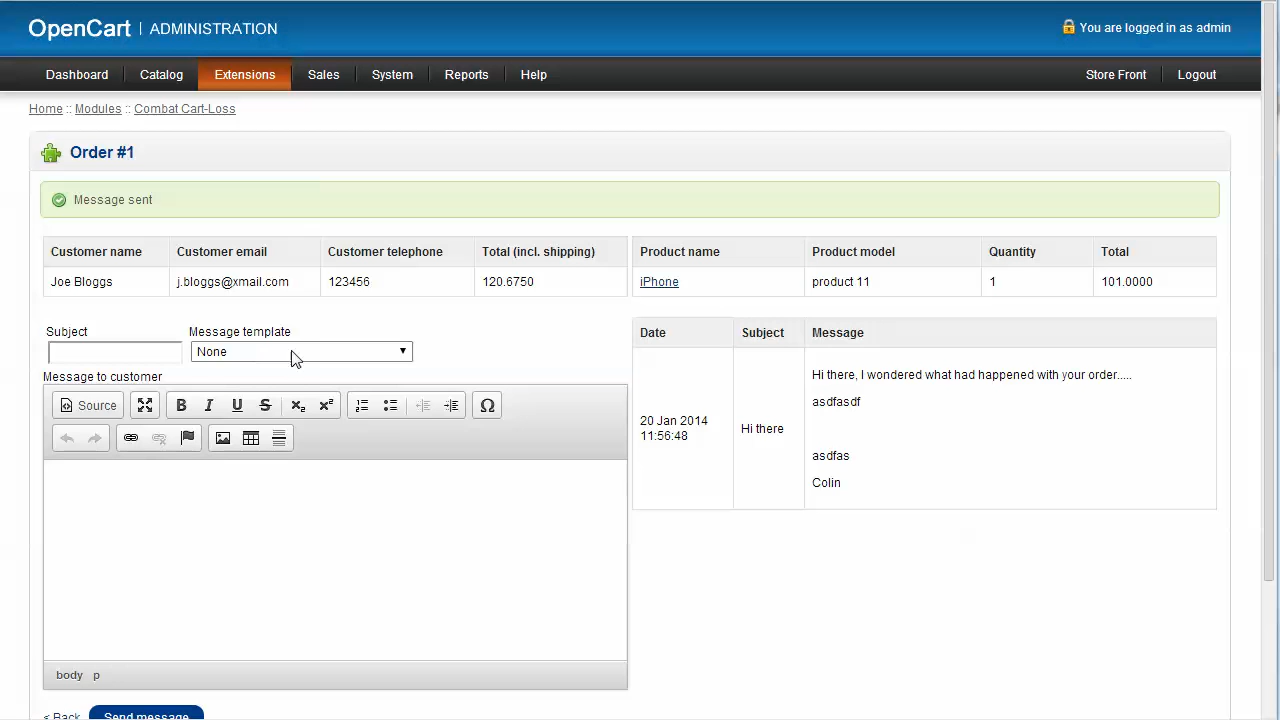 OpenCart | ADMINISTRATION
You are logged in as admin
Dashboard Catalog Extensions Sales System Reports Help Store Front Logout
Home :: Modules :: Combat Cart-Loss
Order #1
Message sent
Customer name Customer email Customer telephone Total (incl. shipping) Product name Product model Quantity Total
Joe Bloggs j.bloggs@xmail.com 123456 120.6750 iPhone product 11 1 101.0000
Subject Message template
None
Message to customer
Source
body p
< Back Send message
Date Subject Message
20 Jan 2014
11:56:48
Hi there
Hi there, I wondered what had happened with your order.....
asdfasdf
asdfas
Colin